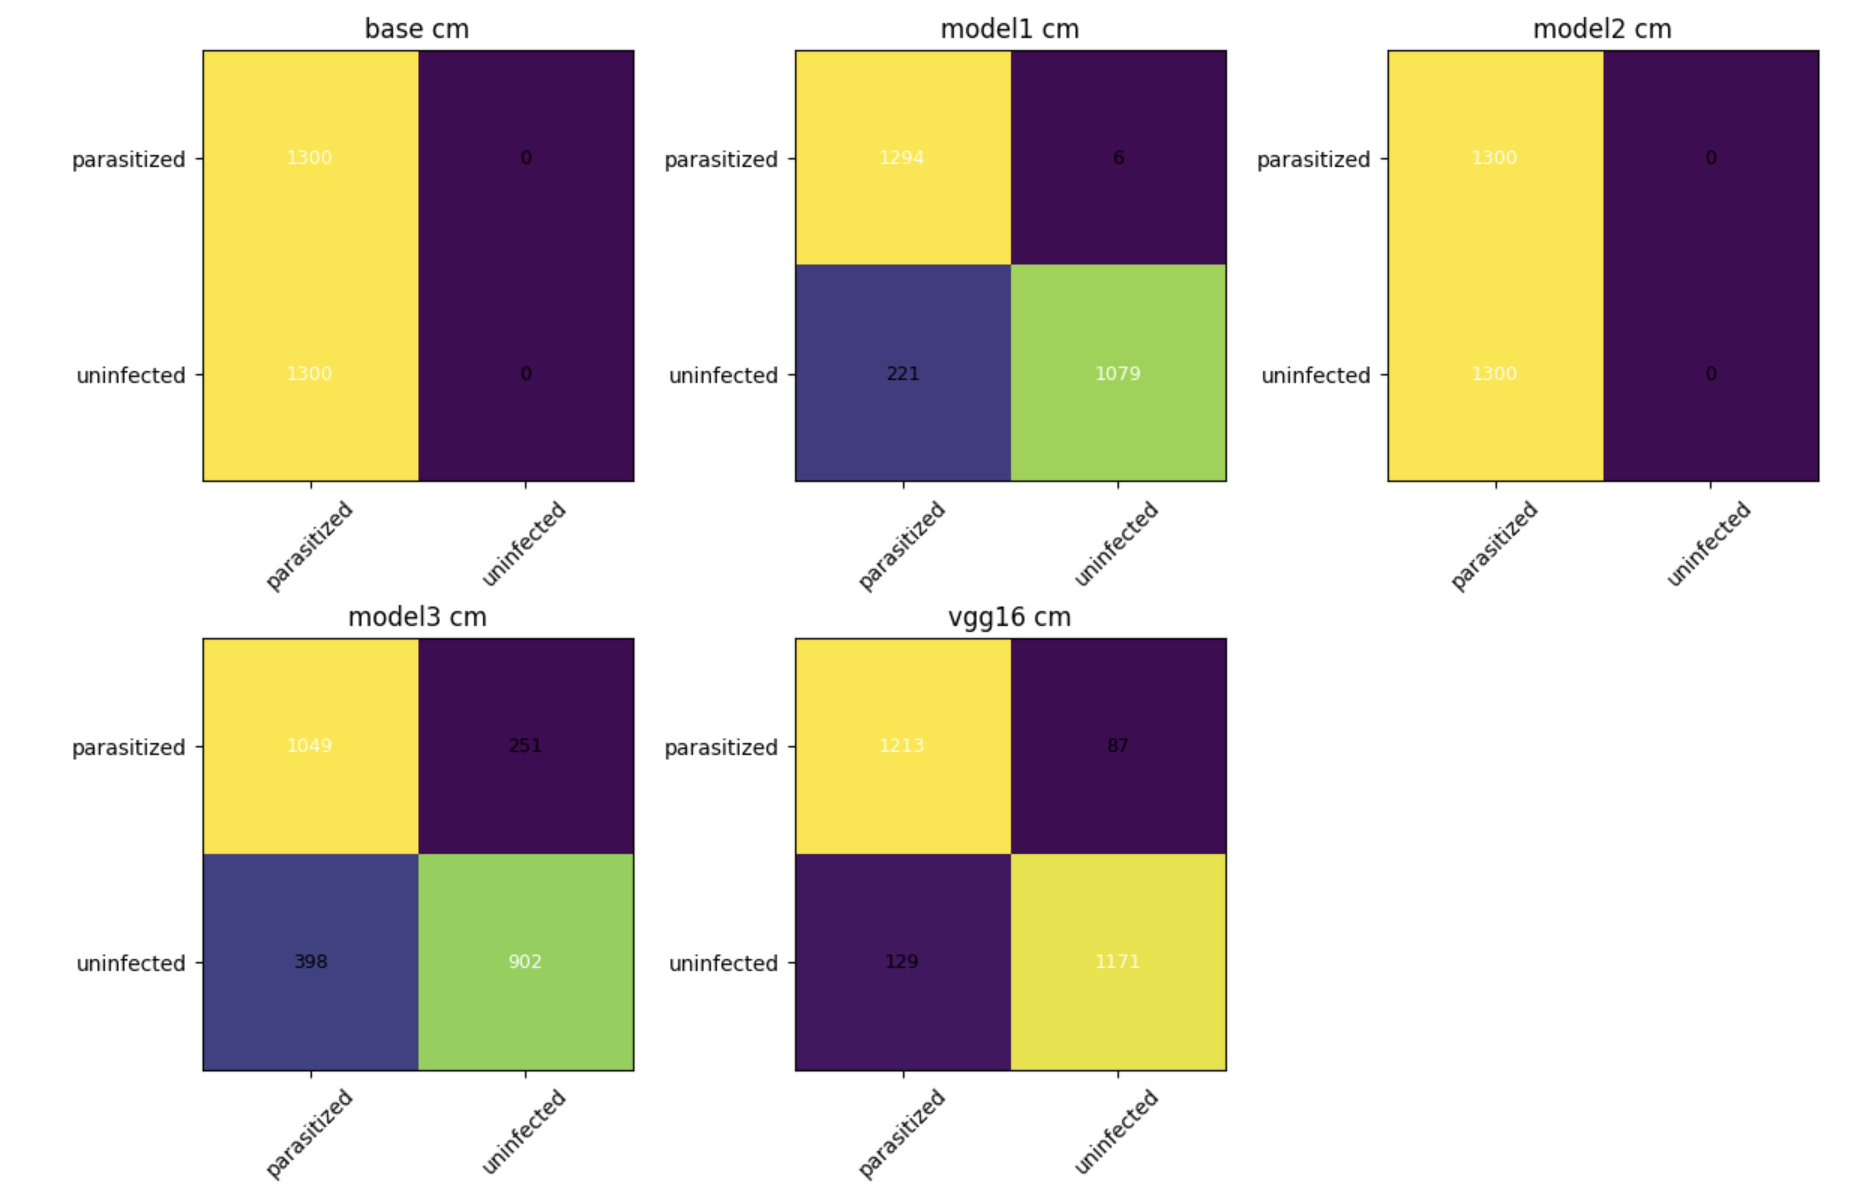 base cm
model1 cm
model2 cm
parasitized
1300
0
parasitized
1294
6
parasitized
1300
0
uninfected
1300
0
uninfected
221
1079
uninfected
1300
0
parasitized
uninfected
parasitized
uninfected
parasitized
uninfected
model3 cm
vgg16 cm
parasitized
1049
251
parasitized
1213
87
uninfected
398
902
uninfected
129
1171
parasitized
uninfected
parasitized
uninfected